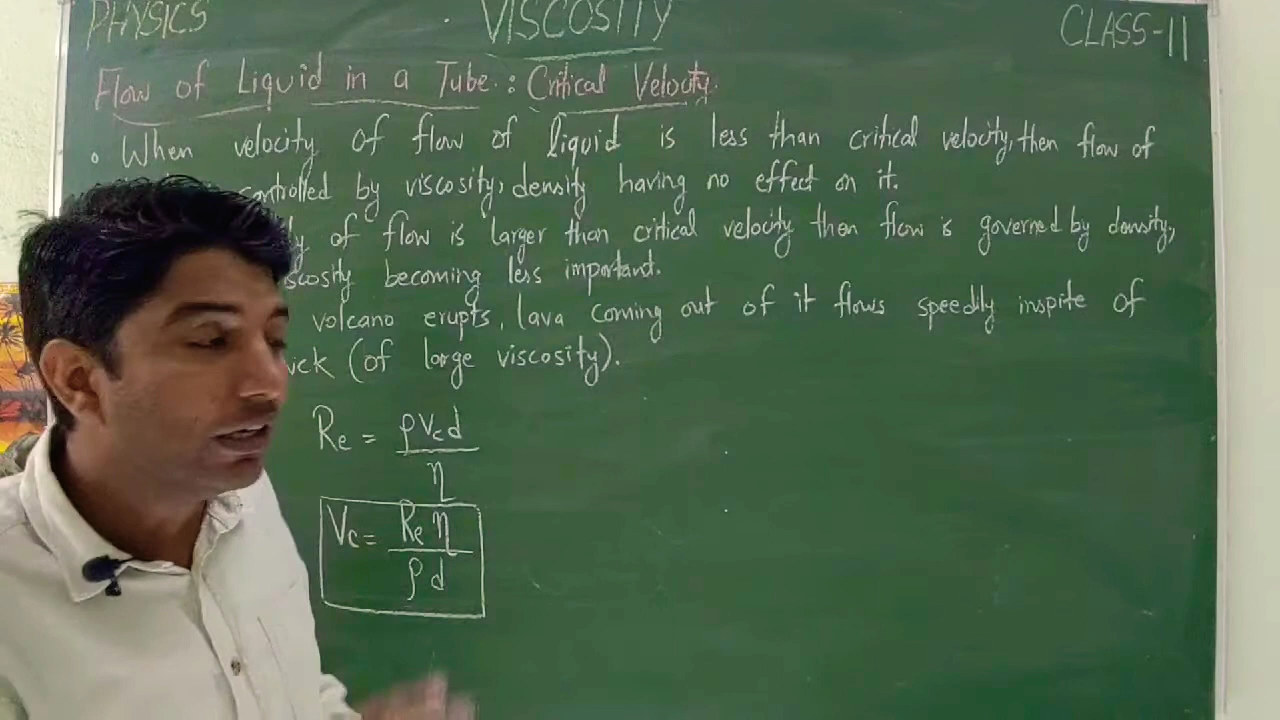 PHYSICS VISCOSITY CLASS-11
Flow of Liquid in a Tube : Critical Velocity.
• When velocity of flow of liquid is less than critical velocity, then flow of
controlled by viscosity, density having no effect on it.
of flow is larger than critical velocity then flow is governed by density,
becoming less important.
volcano erupts, lava coming out of it flows speedily inspite of
(of large viscosity).
Re = ρVcd
η
Vc = Re η
ρ d